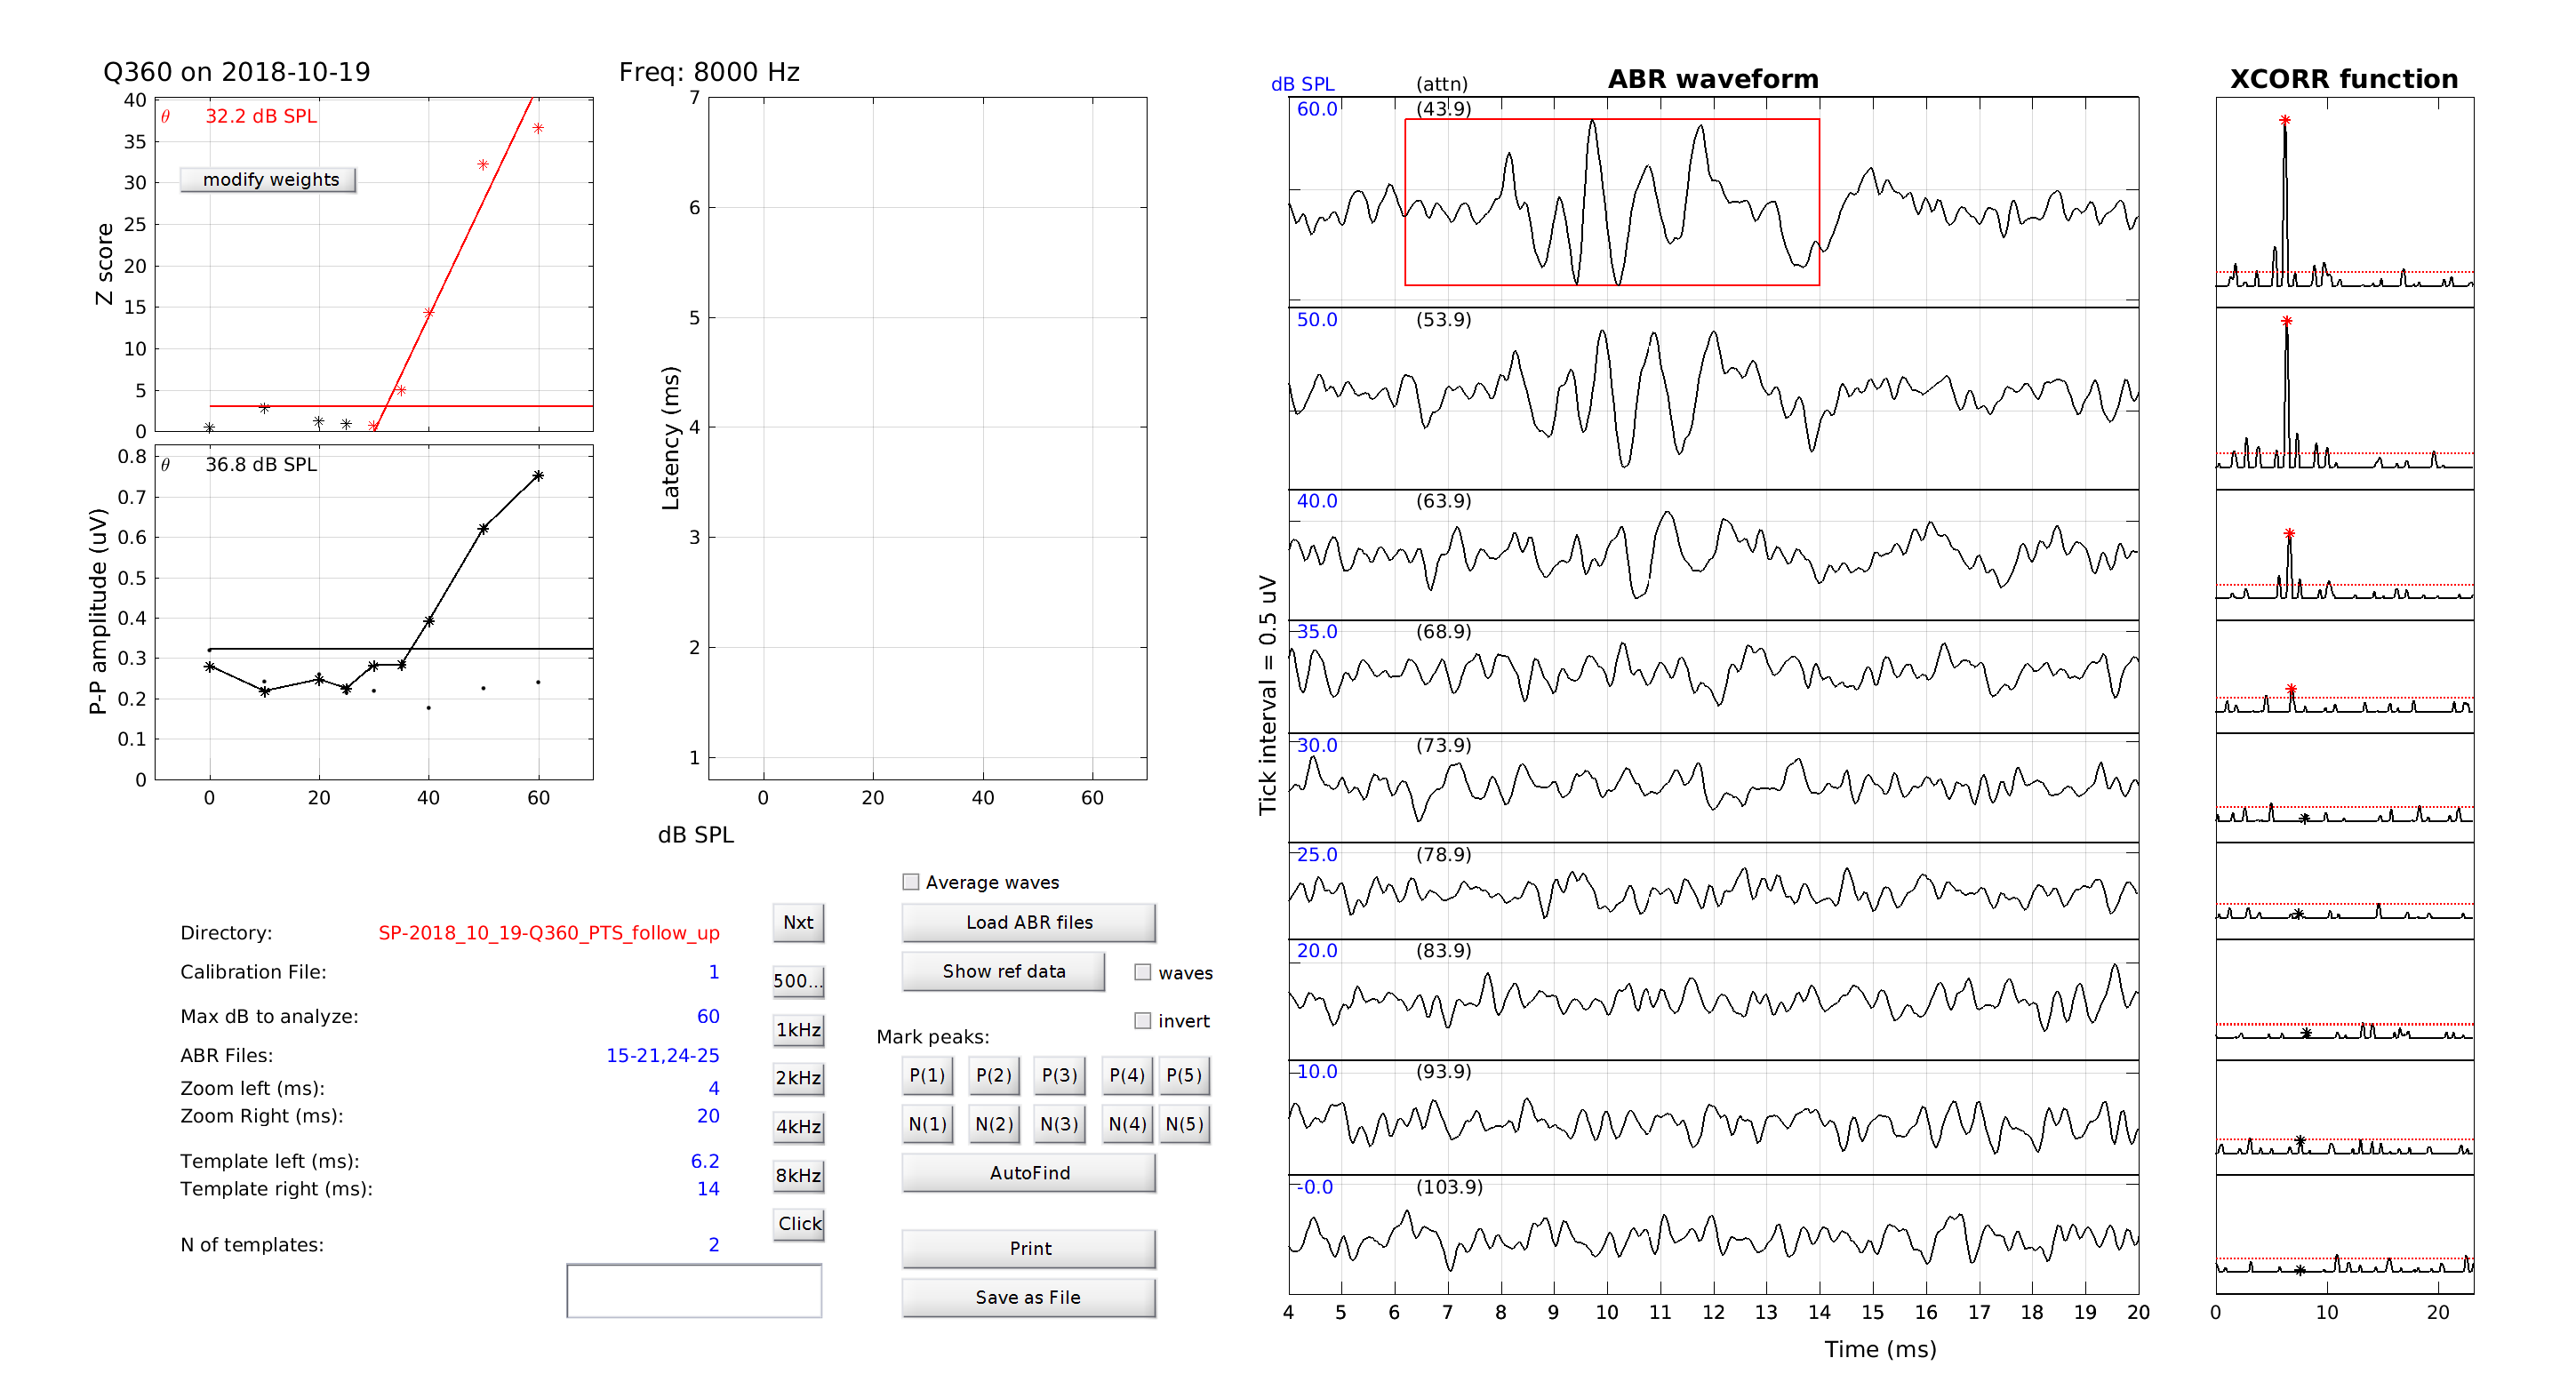 Q360 on 2018-10-19
Freq: 8000 Hz
θ 32.2 dB SPL
modify weights
Z score
40
35
30
25
20
15
10
5
0
θ 36.8 dB SPL
P-P amplitude (uV)
0.8
0.7
0.6
0.5
0.4
0.3
0.2
0.1
0
0 20 40 60
Latency (ms)
7
6
5
4
3
2
1
0 20 40 60
dB SPL
Directory: SP-2018_10_19-Q360_PTS_follow_up
Calibration File: 1
Max dB to analyze: 60
ABR Files: 15-21,24-25
Zoom left (ms): 4
Zoom Right (ms): 20
Template left (ms): 6.2
Template right (ms): 14
N of templates: 2
Nxt
500...
1kHz
2kHz
4kHz
8kHz
Click
Average waves
Load ABR files
Show ref data
waves
invert
Mark peaks:
P(1) P(2) P(3) P(4) P(5)
N(1) N(2) N(3) N(4) N(5)
AutoFind
Print
Save as File
dB SPL (attn) ABR waveform
60.0 (43.9)
50.0 (53.9)
40.0 (63.9)
35.0 (68.9)
30.0 (73.9)
25.0 (78.9)
20.0 (83.9)
10.0 (93.9)
-0.0 (103.9)
Tick interval = 0.5 uV
4 5 6 7 8 9 10 11 12 13 14 15 16 17 18 19 20
Time (ms)
XCORR function
0 10 20